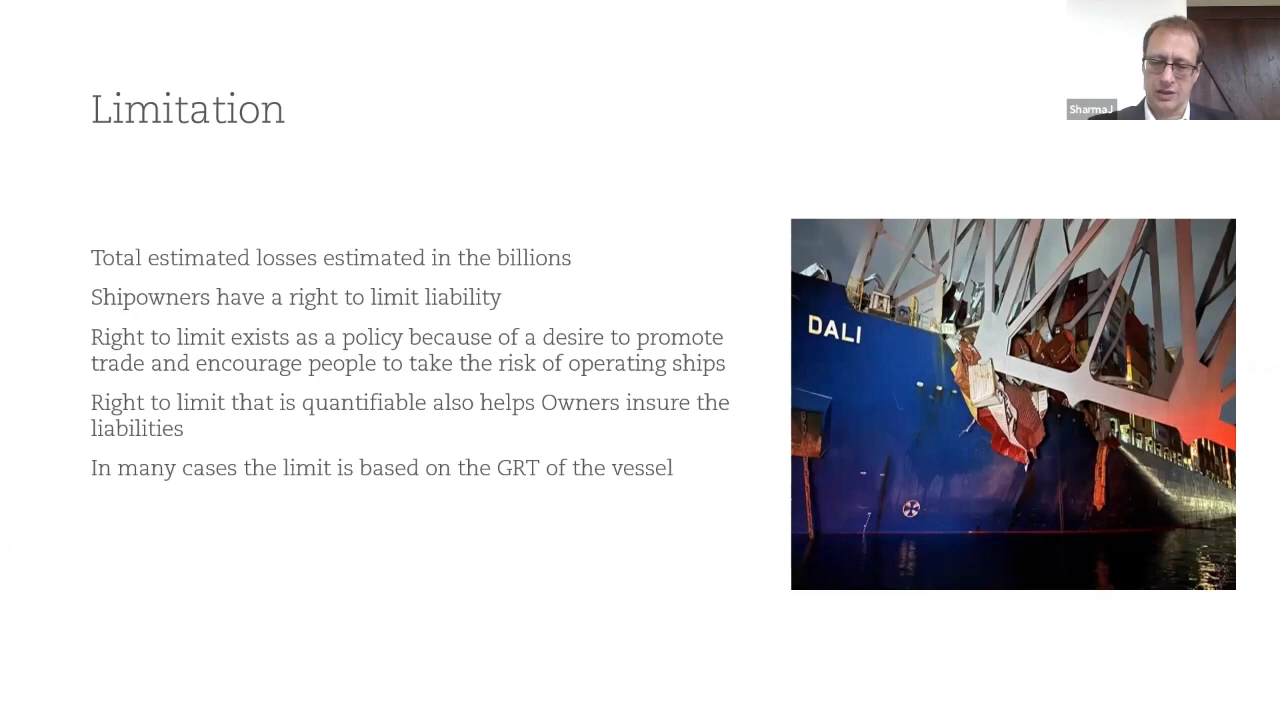 Limitation
SharmaJ
Total estimated losses estimated in the billions
Shipowners have a right to limit liability
Right to limit exists as a policy because of a desire to promote
trade and encourage people to take the risk of operating ships
Right to limit that is quantifiable also helps Owners insure the
liabilities
In many cases the limit is based on the GRT of the vessel
DALI